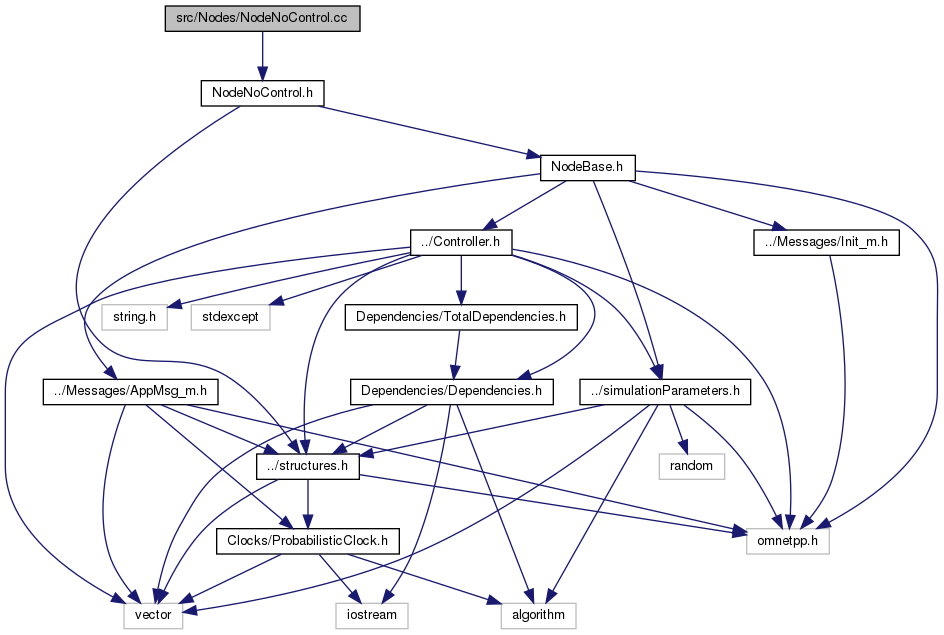 src/Nodes/NodeNoControl.cc
NodeNoControl.h
NodeBase.h
../Controller.h
../Messages/Init_m.h
string.h
stdexcept
Dependencies/TotalDependencies.h
../Messages/AppMsg_m.h
Dependencies/Dependencies.h
../simulationParameters.h
../structures.h
random
Clocks/ProbabilisticClock.h
omnetpp.h
vector
iostream
algorithm